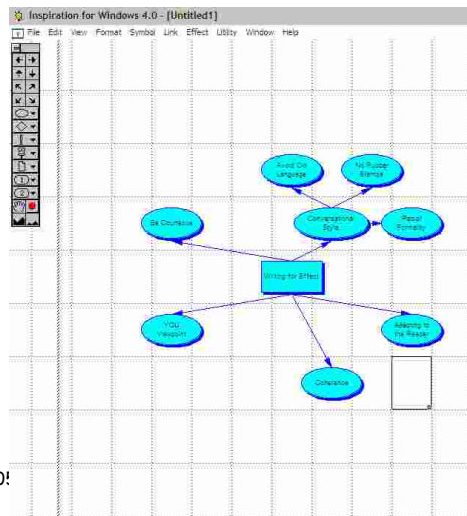 Inspiration for Windows 4.0 - [Untitled1]
File Edit View Format Symbol Link Effect Utility Window Help
Avoid Old
Language
No Rubber
Stamps
Be Courteous
Conversational
Style
Formality
Writing for Effect
YOU
Viewpoint
Adapting to
the Reader
Coherence